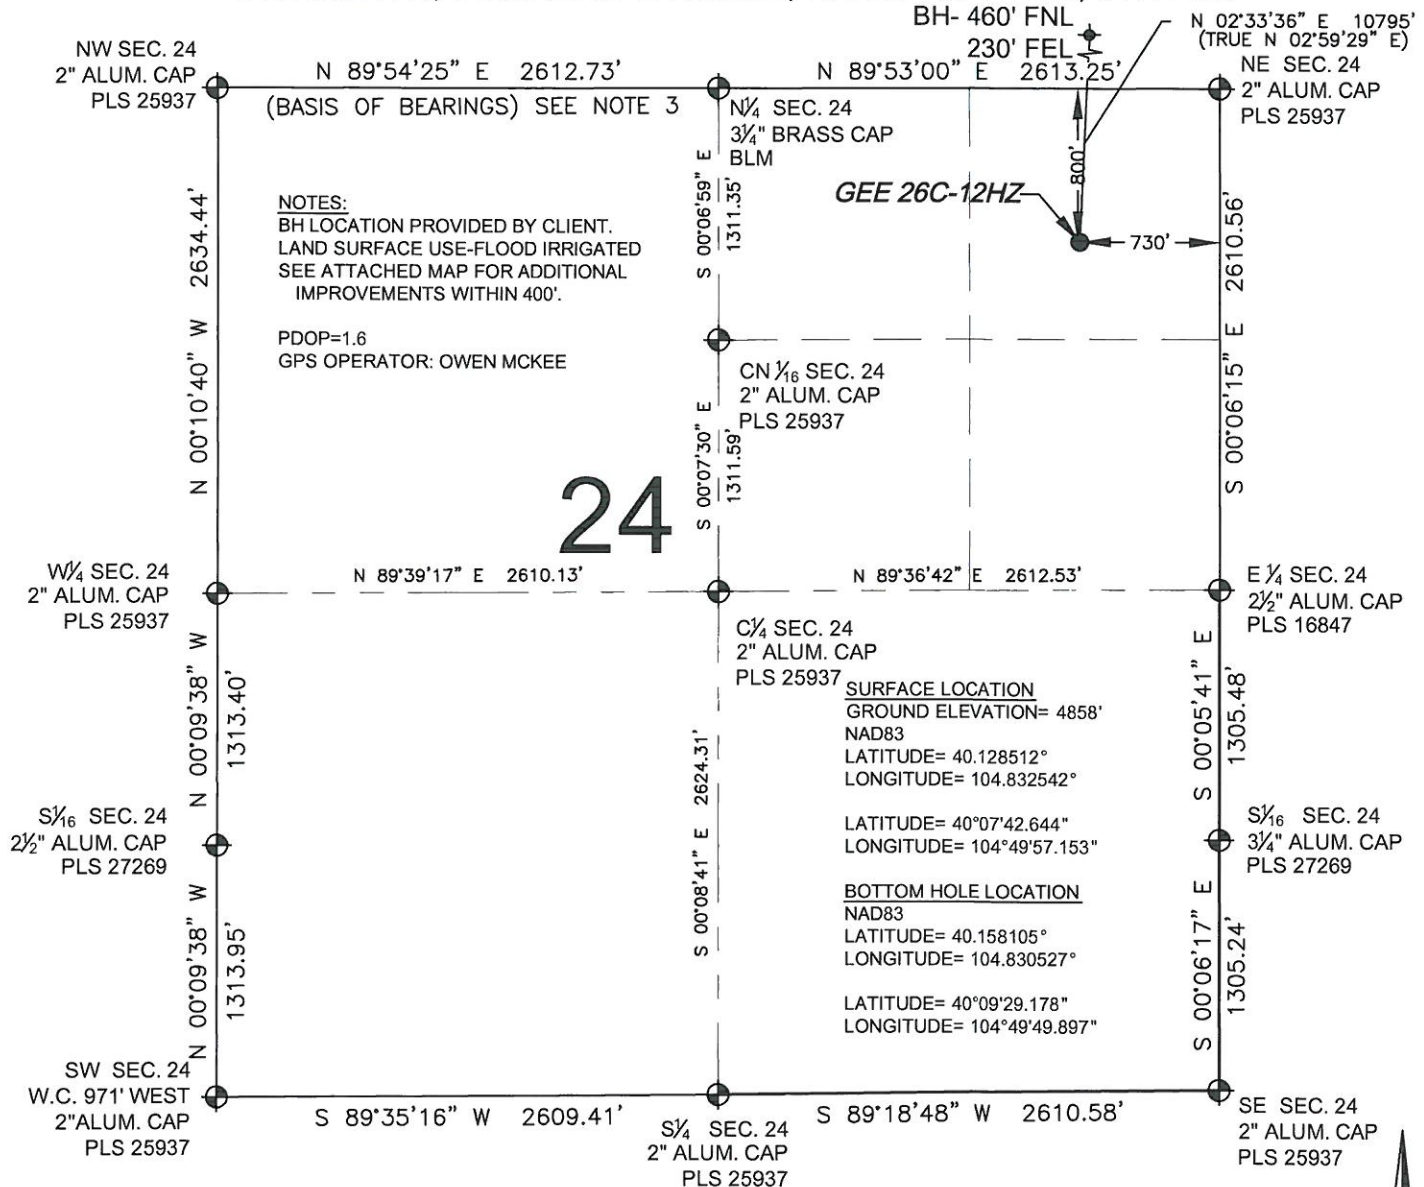 BH- 460' FNL
230' FEL
N 02°33'36" E 10795'
(TRUE N 02°59'29" E)
NW SEC. 24
2" ALUM. CAP
PLS 25937
N 89°54'25" E 2612.73'
(BASIS OF BEARINGS) SEE NOTE 3
N 89°53'00" E 2613.25'
NE SEC. 24
2" ALUM. CAP
PLS 25937
N¼ SEC. 24
3¼" BRASS CAP
BLM
800'
GEE 26C-12HZ
730'
NOTES:
BH LOCATION PROVIDED BY CLIENT.
LAND SURFACE USE-FLOOD IRRIGATED
SEE ATTACHED MAP FOR ADDITIONAL
IMPROVEMENTS WITHIN 400'.
PDOP=1.6
GPS OPERATOR: OWEN MCKEE
N 00°10'40" W 2634.44'
S 00°06'59" E
1311.35'
S 00°06'15" E 2610.56'
CN 1/16 SEC. 24
2" ALUM. CAP
PLS 25937
S 00°07'30" E
1311.59'
24
W¼ SEC. 24
2" ALUM. CAP
PLS 25937
N 89°39'17" E 2610.13'
N 89°36'42" E 2612.53'
E ¼ SEC. 24
2½" ALUM. CAP
PLS 16847
C¼ SEC. 24
2" ALUM. CAP
PLS 25937
N 00°09'38" W
1313.40'
S 00°08'41" E 2624.31'
SURFACE LOCATION
GROUND ELEVATION= 4858'
NAD83
LATITUDE= 40.128512°
LONGITUDE= 104.832542°
LATITUDE= 40°07'42.644"
LONGITUDE= 104°49'57.153"
BOTTOM HOLE LOCATION
NAD83
LATITUDE= 40.158105°
LONGITUDE= 104.830527°
LATITUDE= 40°09'29.178"
LONGITUDE= 104°49'49.897"
S 00°05'41" E
1305.48'
S1/16 SEC. 24
2½" ALUM. CAP
PLS 27269
S1/16 SEC. 24
3¼" ALUM. CAP
PLS 27269
N 00°09'38" W
1313.95'
S 00°06'17" E
1305.24'
SW SEC. 24
W.C. 971' WEST
2"ALUM. CAP
PLS 25937
S 89°35'16" W 2609.41'
S¼ SEC. 24
2" ALUM. CAP
PLS 25937
S 89°18'48" W 2610.58'
SE SEC. 24
2" ALUM. CAP
PLS 25937